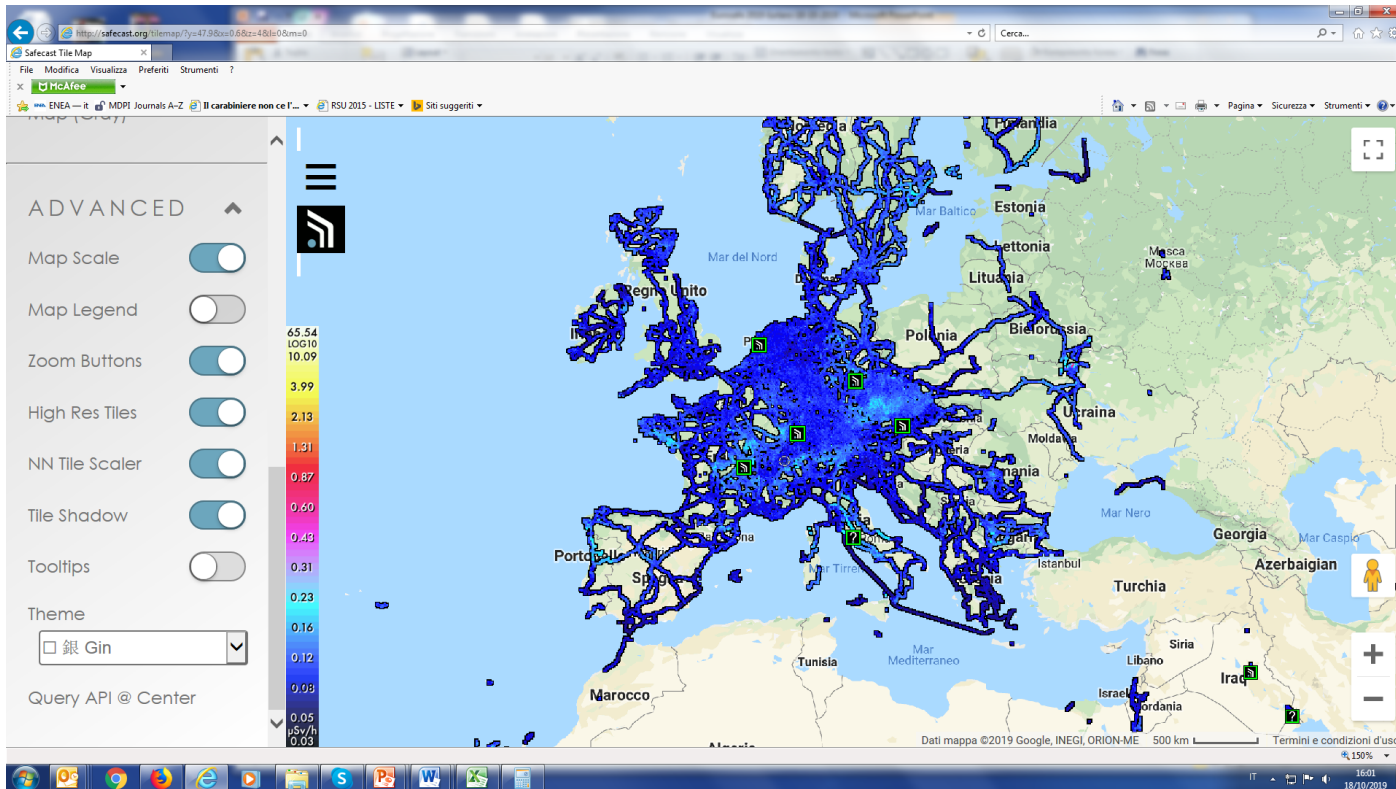 http://safecast.org/tilemap/?y=47.9&x=0.6&z=4&l=0&m=0
Cerca...
Safecast Tile Map
File Modifica Visualizza Preferiti Strumenti ?
McAfee
ENEA — it MDPI Journals A–Z Il carabiniere non ce l'... RSU 2015 - LISTE Siti suggeriti
Pagina Sicurezza Strumenti
Map (Gray)
ADVANCED
Map Scale
Map Legend
Zoom Buttons
High Res Tiles
NN Tile Scaler
Tile Shadow
Tooltips
Theme
銀 Gin
Query API @ Center
65.54
LOG10
10.09
3.99
2.13
1.31
0.87
0.60
0.43
0.31
0.23
0.16
0.12
0.08
0.05
µSv/h
0.03
Mar Baltico
Estonia
Lettonia
Mosca
Москва
Mar del Nord
Lituania
Regno Unito
Polonia
Bielorussia
Ucraina
Moldavia
Mar Nero
Georgia
Mar Caspio
Azerbaigian
Istanbul
Turchia
Mar Tirreno
Tunisia
Mar
Mediterraneo
Siria
Libano
Iraq
Marocco
Israele
Giordania
Algeria
Dati mappa ©2019 Google, INEGI, ORION-ME 500 km Termini e condizioni d'uso
150%
IT
16:01
18/10/2019